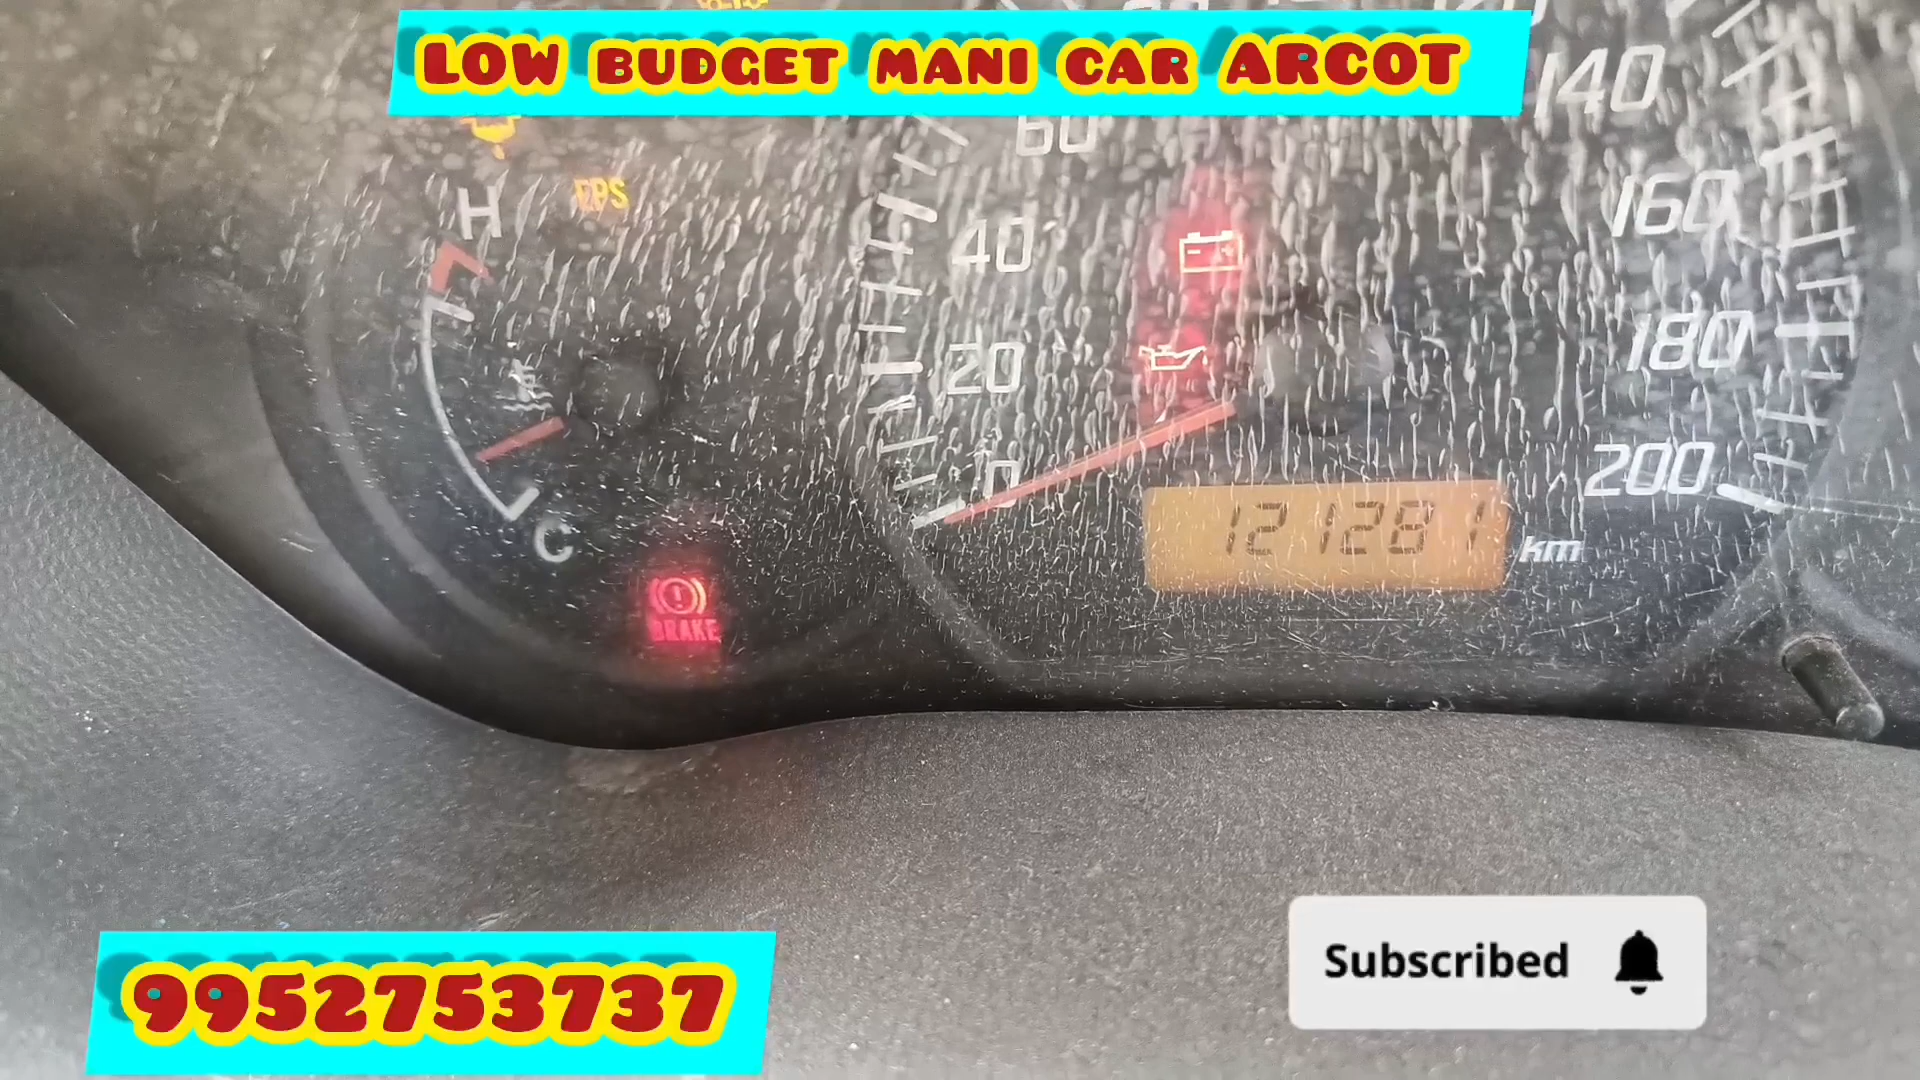 LOW BUDGET MANI CAR ARCOT
140
60
H
EPS
160
40
180
20
0
200
121281 km
C
BRAKE
Subscribed
9952753737